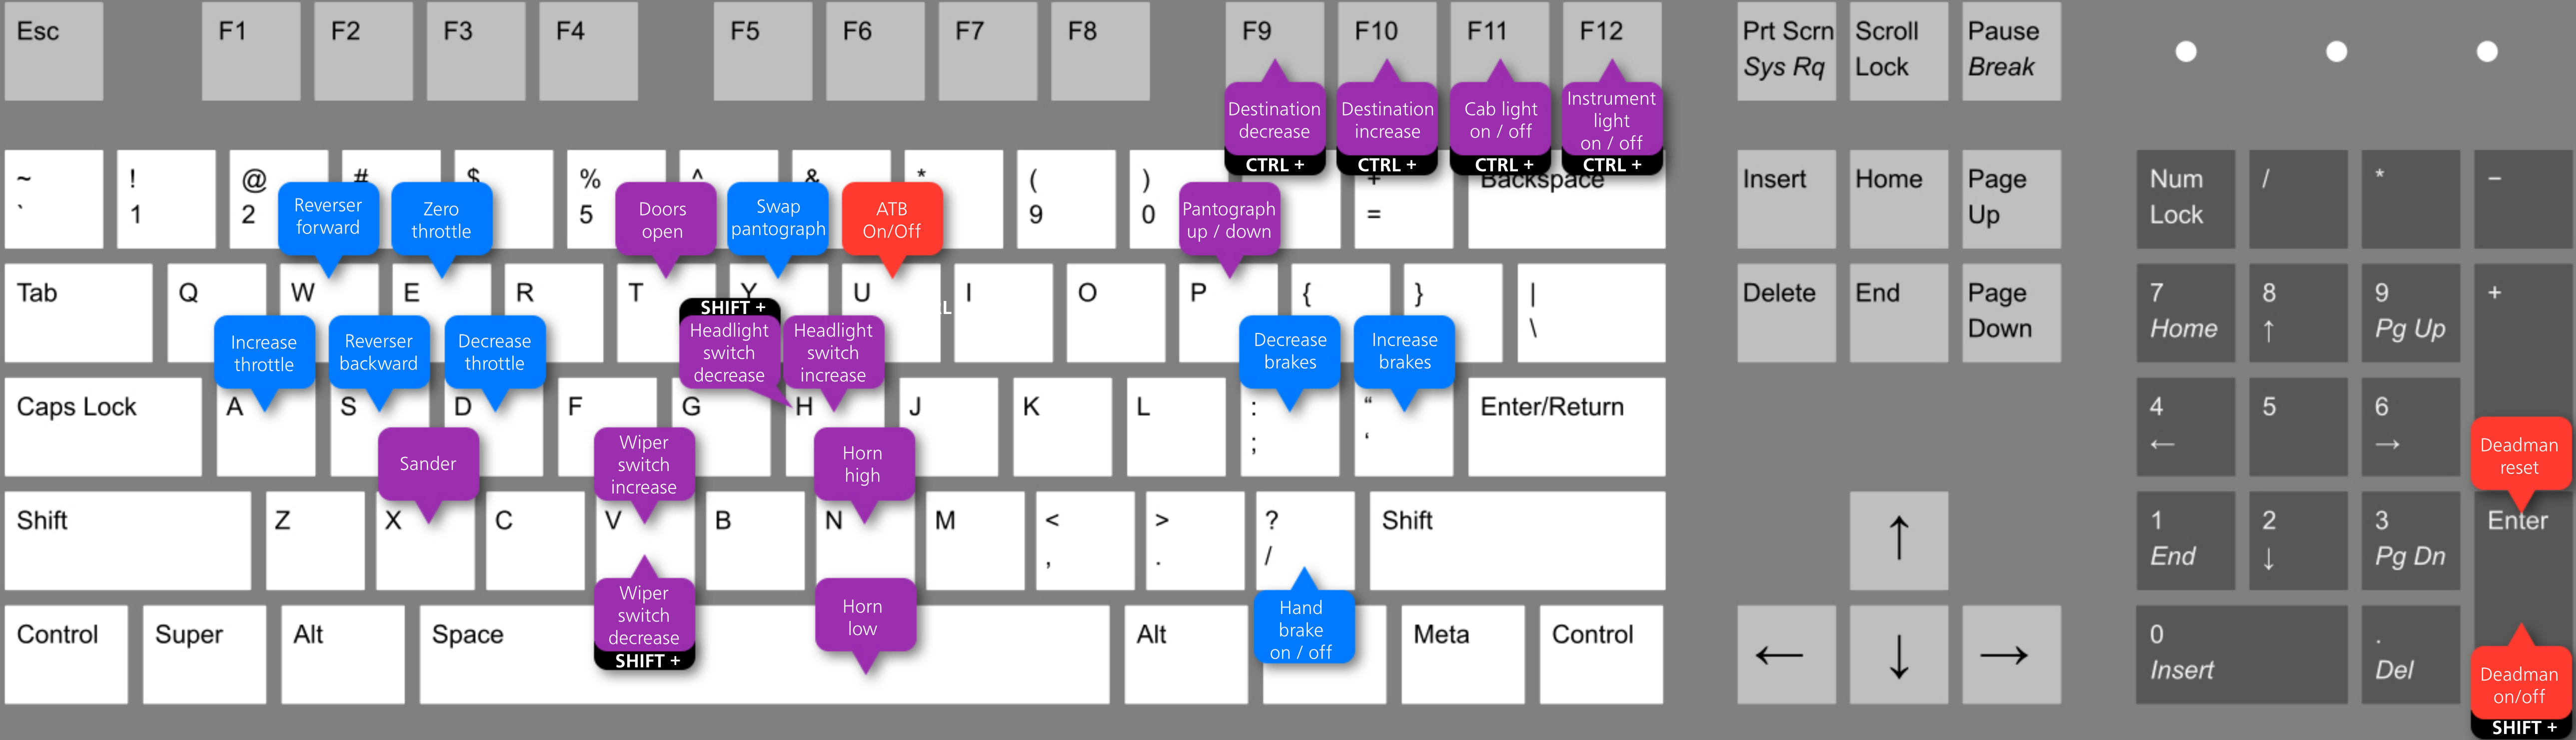 Esc
F1
F2
F3
F4
F5
F6
F7
F8
F9
F10
F11
F12
Prt Scrn
Sys Rq
Scroll
Lock
Pause
Break
Destination
decrease
CTRL +
Destination
increase
CTRL +
Cab light
on / off
CTRL +
Instrument
light
on / off
CTRL +
~
`
!
1
@
2
#
$
%
5
^
&
*
(
9
)
0
+
=
Backspace
Insert
Home
Page
Up
Num
Lock
/
*
–
Reverser
forward
Zero
throttle
Doors
open
Swap
pantograph
ATB
On/Off
Pantograph
up / down
Tab
Q
W
E
R
T
Y
U
I
O
P
{
}
|
\
Delete
End
Page
Down
7
Home
8
↑
9
Pg Up
+
Increase
throttle
Reverser
backward
Decrease
throttle
SHIFT +
Headlight
switch
decrease
Headlight
switch
increase
Decrease
brakes
Increase
brakes
Caps Lock
A
S
D
F
G
H
J
K
L
:
;
“
‘
Enter/Return
4
←
5
6
→
Sander
Wiper
switch
increase
Horn
high
Deadman
reset
Shift
Z
X
C
V
B
N
M
<
,
>
.
?
/
Shift
↑
1
End
2
↓
3
Pg Dn
Enter
Wiper
switch
decrease
SHIFT +
Horn
low
Hand
brake
on / off
Control
Super
Alt
Space
Alt
Meta
Control
←
↓
→
0
Insert
.
Del
Deadman
on/off
SHIFT +